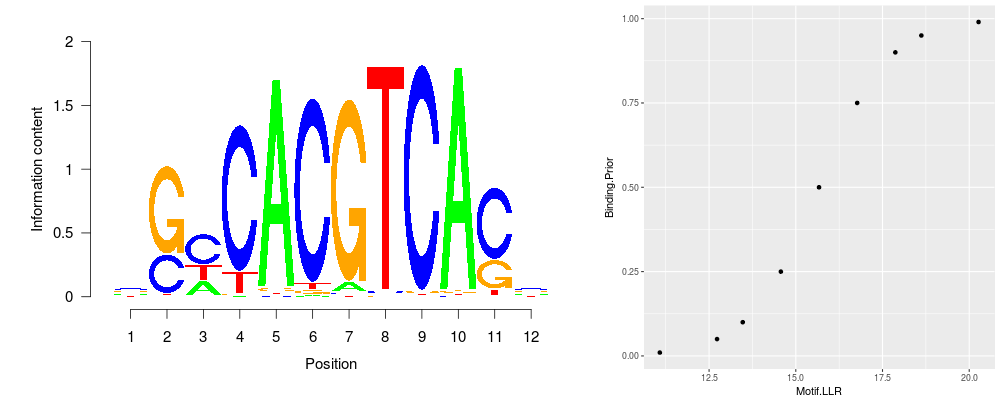 2
1.5
1
0.5
0
Information content
G C C T A C T A C T G A T C A C G
1 2 3 4 5 6 7 8 9 10 11 12
Position
1.00
0.75
0.50
0.25
0.00
Binding.Prior
12.5 15.0 17.5 20.0
Motif.LLR